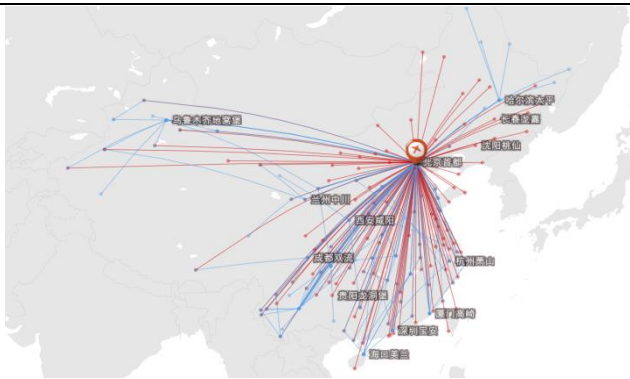 哈尔滨太平
乌鲁木齐地窝堡
长春龙嘉
沈阳桃仙
北京首都
兰州中川
西安咸阳
成都双流
杭州萧山
贵阳龙洞堡
厦门高崎
深圳宝安
海口美兰